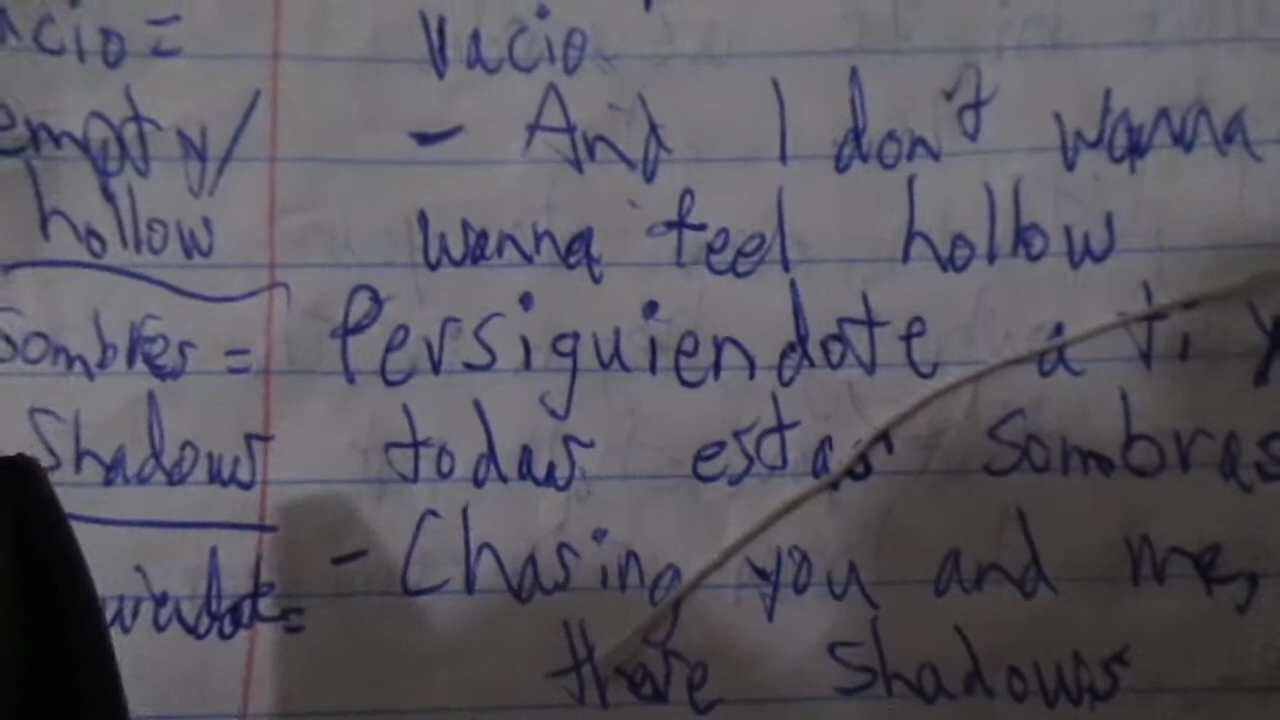 vacio
- And I don't wanna
wanna feel hollow
Persiguiendote a ti y
todas estas sombras
- Chasing you and me,
there shadows
acio=
empty/
hollow
Sombres =
Shadows